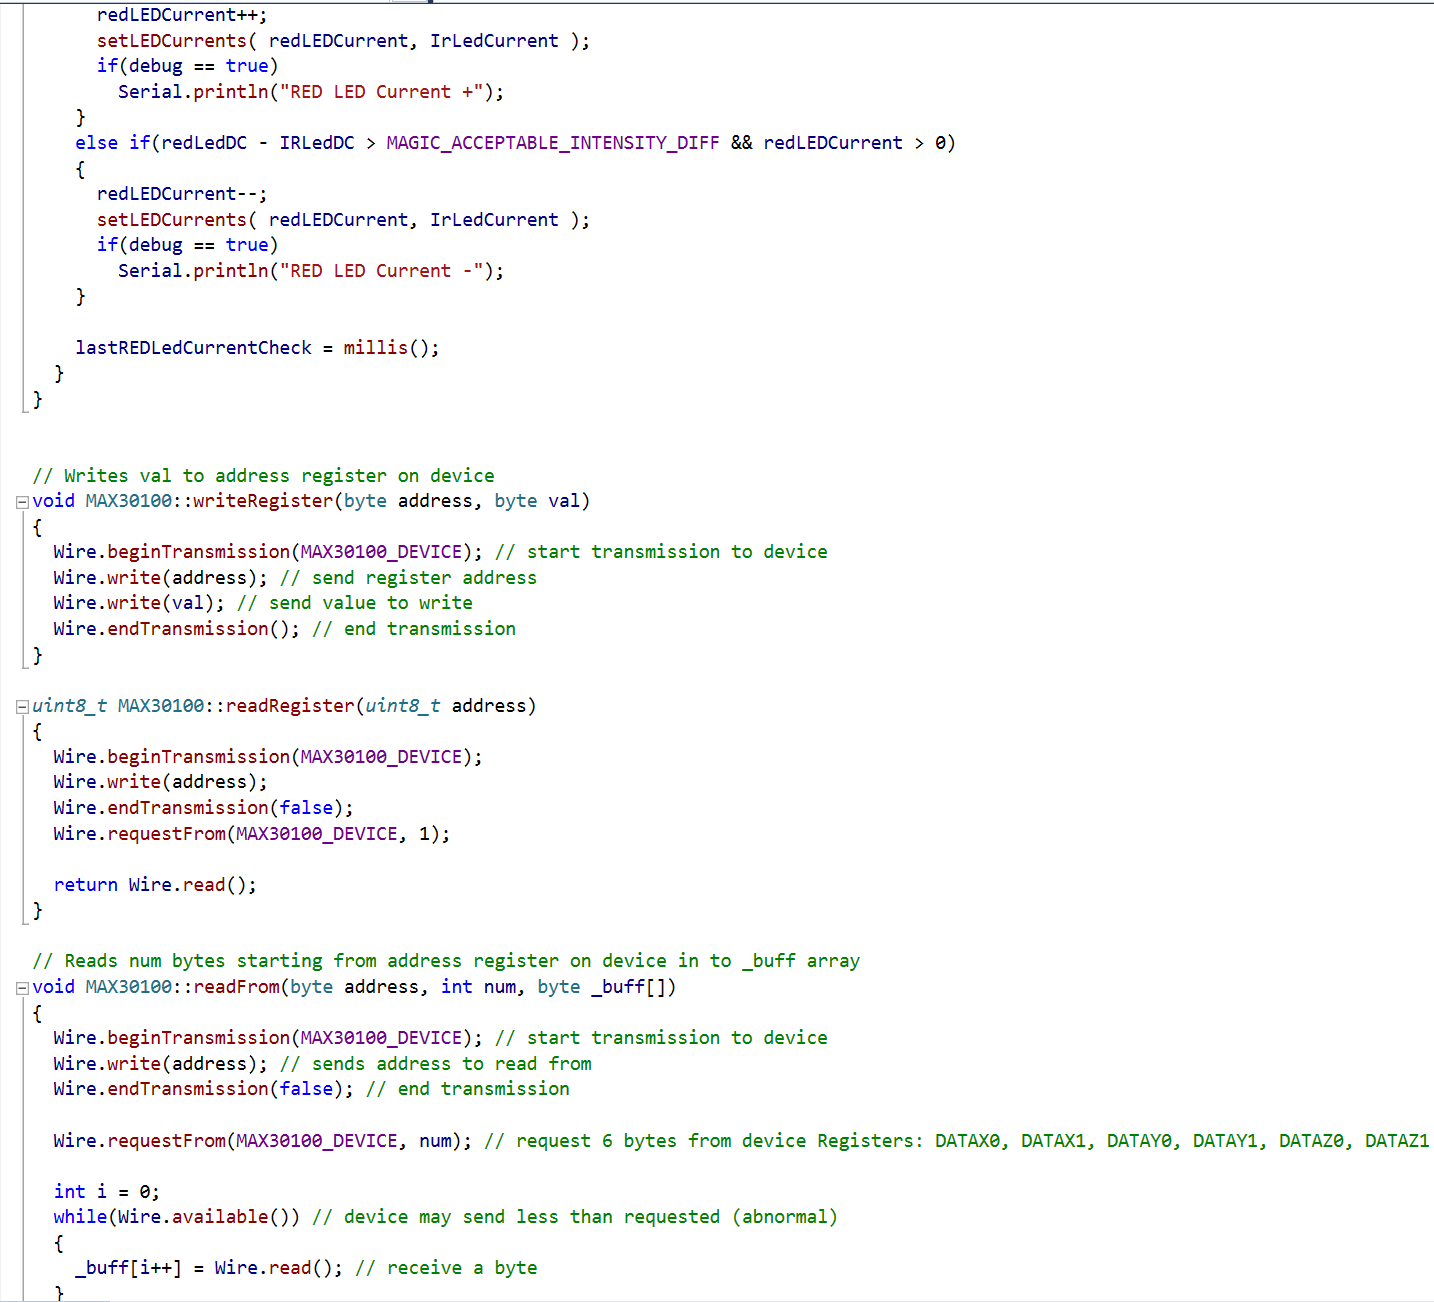 redLEDCurrent++;
setLEDCurrents( redLEDCurrent, IrLedCurrent );
if(debug == true)
Serial.println("RED LED Current +");
}
else if(redLedDC - IRLedDC > MAGIC_ACCEPTABLE_INTENSITY_DIFF && redLEDCurrent > 0)
{
redLEDCurrent--;
setLEDCurrents( redLEDCurrent, IrLedCurrent );
if(debug == true)
Serial.println("RED LED Current -");
}
lastREDLedCurrentCheck = millis();
}
}
// Writes val to address register on device
void MAX30100::writeRegister(byte address, byte val)
{
Wire.beginTransmission(MAX30100_DEVICE); // start transmission to device
Wire.write(address); // send register address
Wire.write(val); // send value to write
Wire.endTransmission(); // end transmission
}
uint8_t MAX30100::readRegister(uint8_t address)
{
Wire.beginTransmission(MAX30100_DEVICE);
Wire.write(address);
Wire.endTransmission(false);
Wire.requestFrom(MAX30100_DEVICE, 1);
return Wire.read();
}
// Reads num bytes starting from address register on device in to _buff array
void MAX30100::readFrom(byte address, int num, byte _buff[])
{
Wire.beginTransmission(MAX30100_DEVICE); // start transmission to device
Wire.write(address); // sends address to read from
Wire.endTransmission(false); // end transmission
Wire.requestFrom(MAX30100_DEVICE, num); // request 6 bytes from device Registers: DATAX0, DATAX1, DATAY0, DATAY1, DATAZ0, DATAZ1
int i = 0;
while(Wire.available()) // device may send less than requested (abnormal)
{
_buff[i++] = Wire.read(); // receive a byte
}